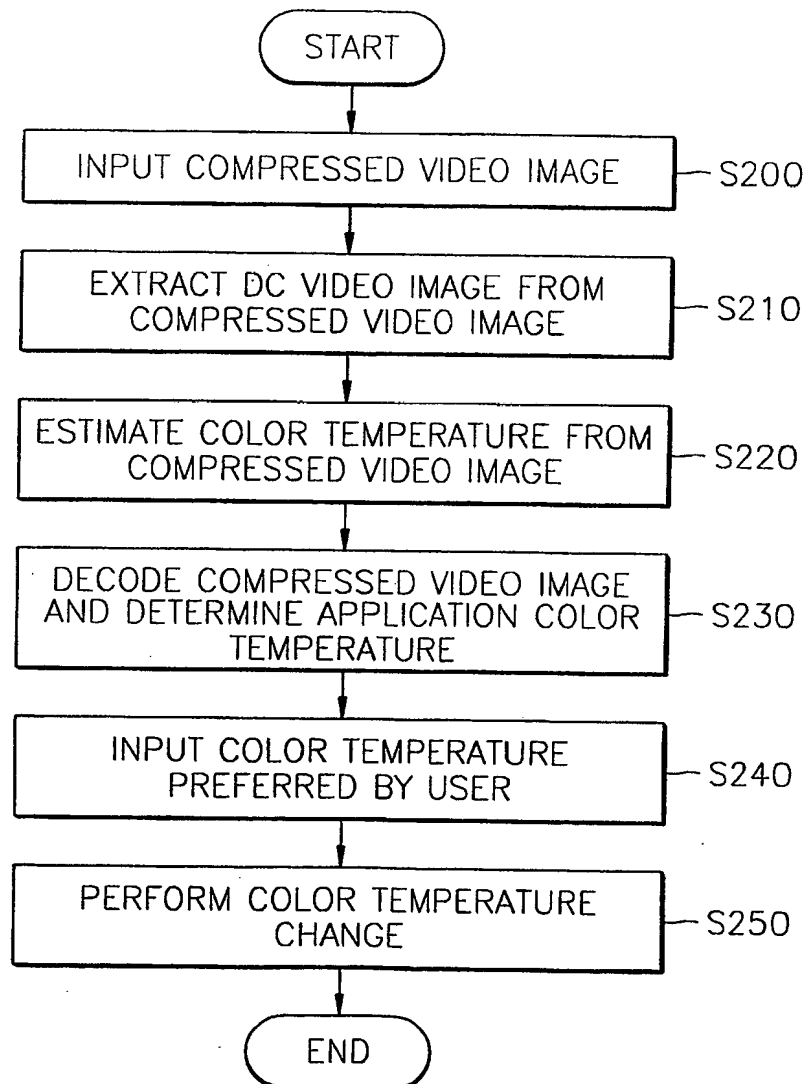 START
INPUT COMPRESSED VIDEO IMAGE
S200
EXTRACT DC VIDEO IMAGE FROM
COMPRESSED VIDEO IMAGE
S210
ESTIMATE COLOR TEMPERATURE FROM
COMPRESSED VIDEO IMAGE
S220
DECODE COMPRESSED VIDEO IMAGE
AND DETERMINE APPLICATION COLOR
TEMPERATURE
S230
INPUT COLOR TEMPERATURE
PREFERRED BY USER
S240
PERFORM COLOR TEMPERATURE
CHANGE
S250
END